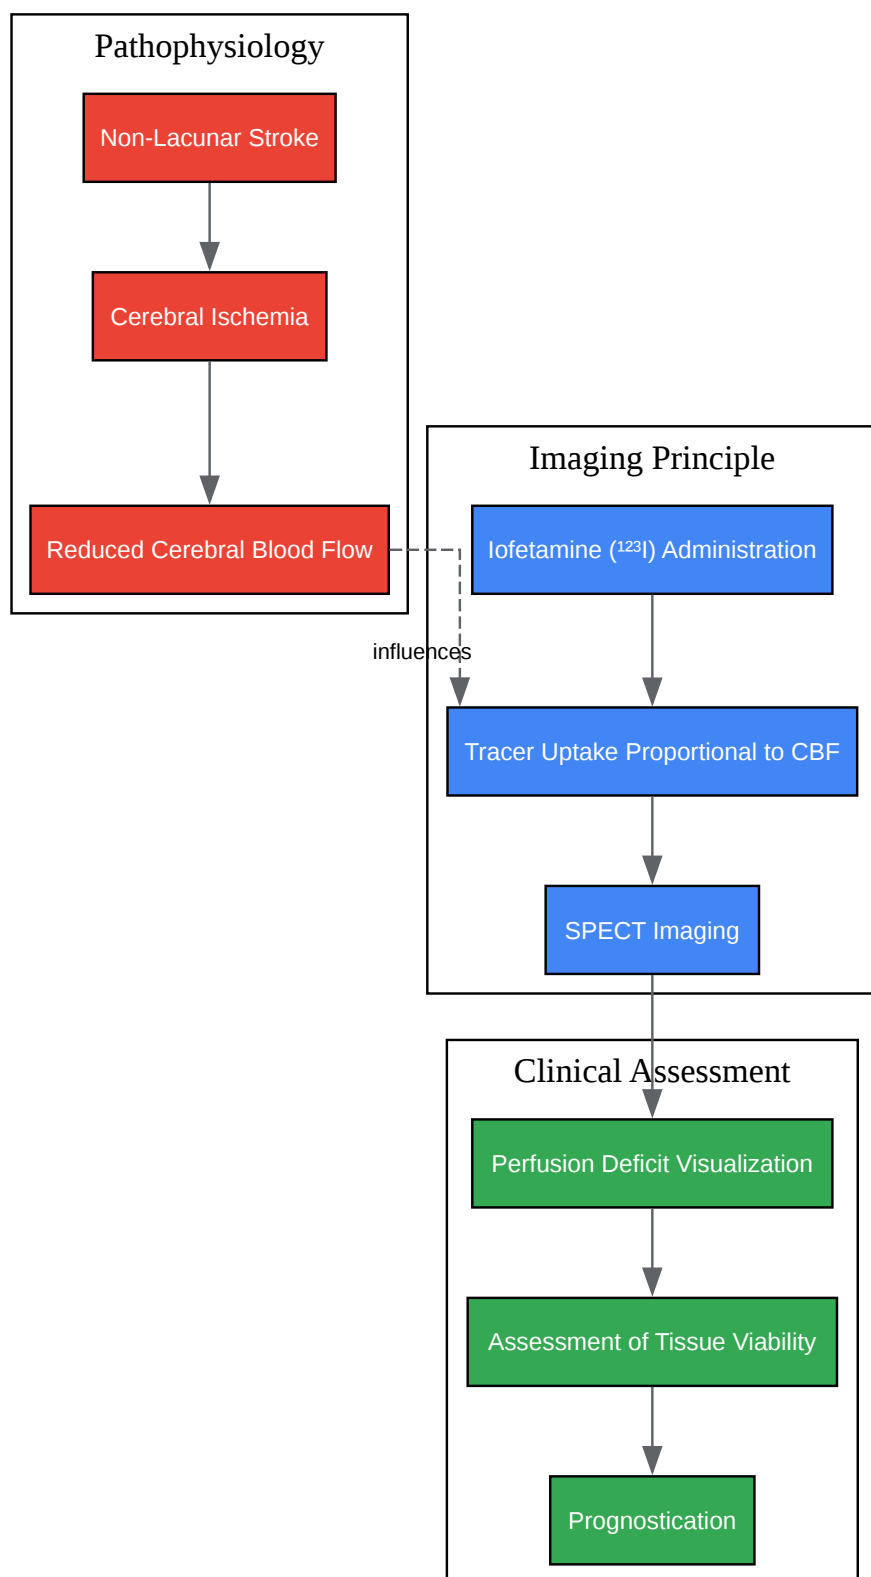 Pathophysiology
Non-Lacunar Stroke
Cerebral Ischemia
Reduced Cerebral Blood Flow
influences
Imaging Principle
Iofetamine (¹²³I) Administration
Tracer Uptake Proportional to CBF
SPECT Imaging
Clinical Assessment
Perfusion Deficit Visualization
Assessment of Tissue Viability
Prognostication